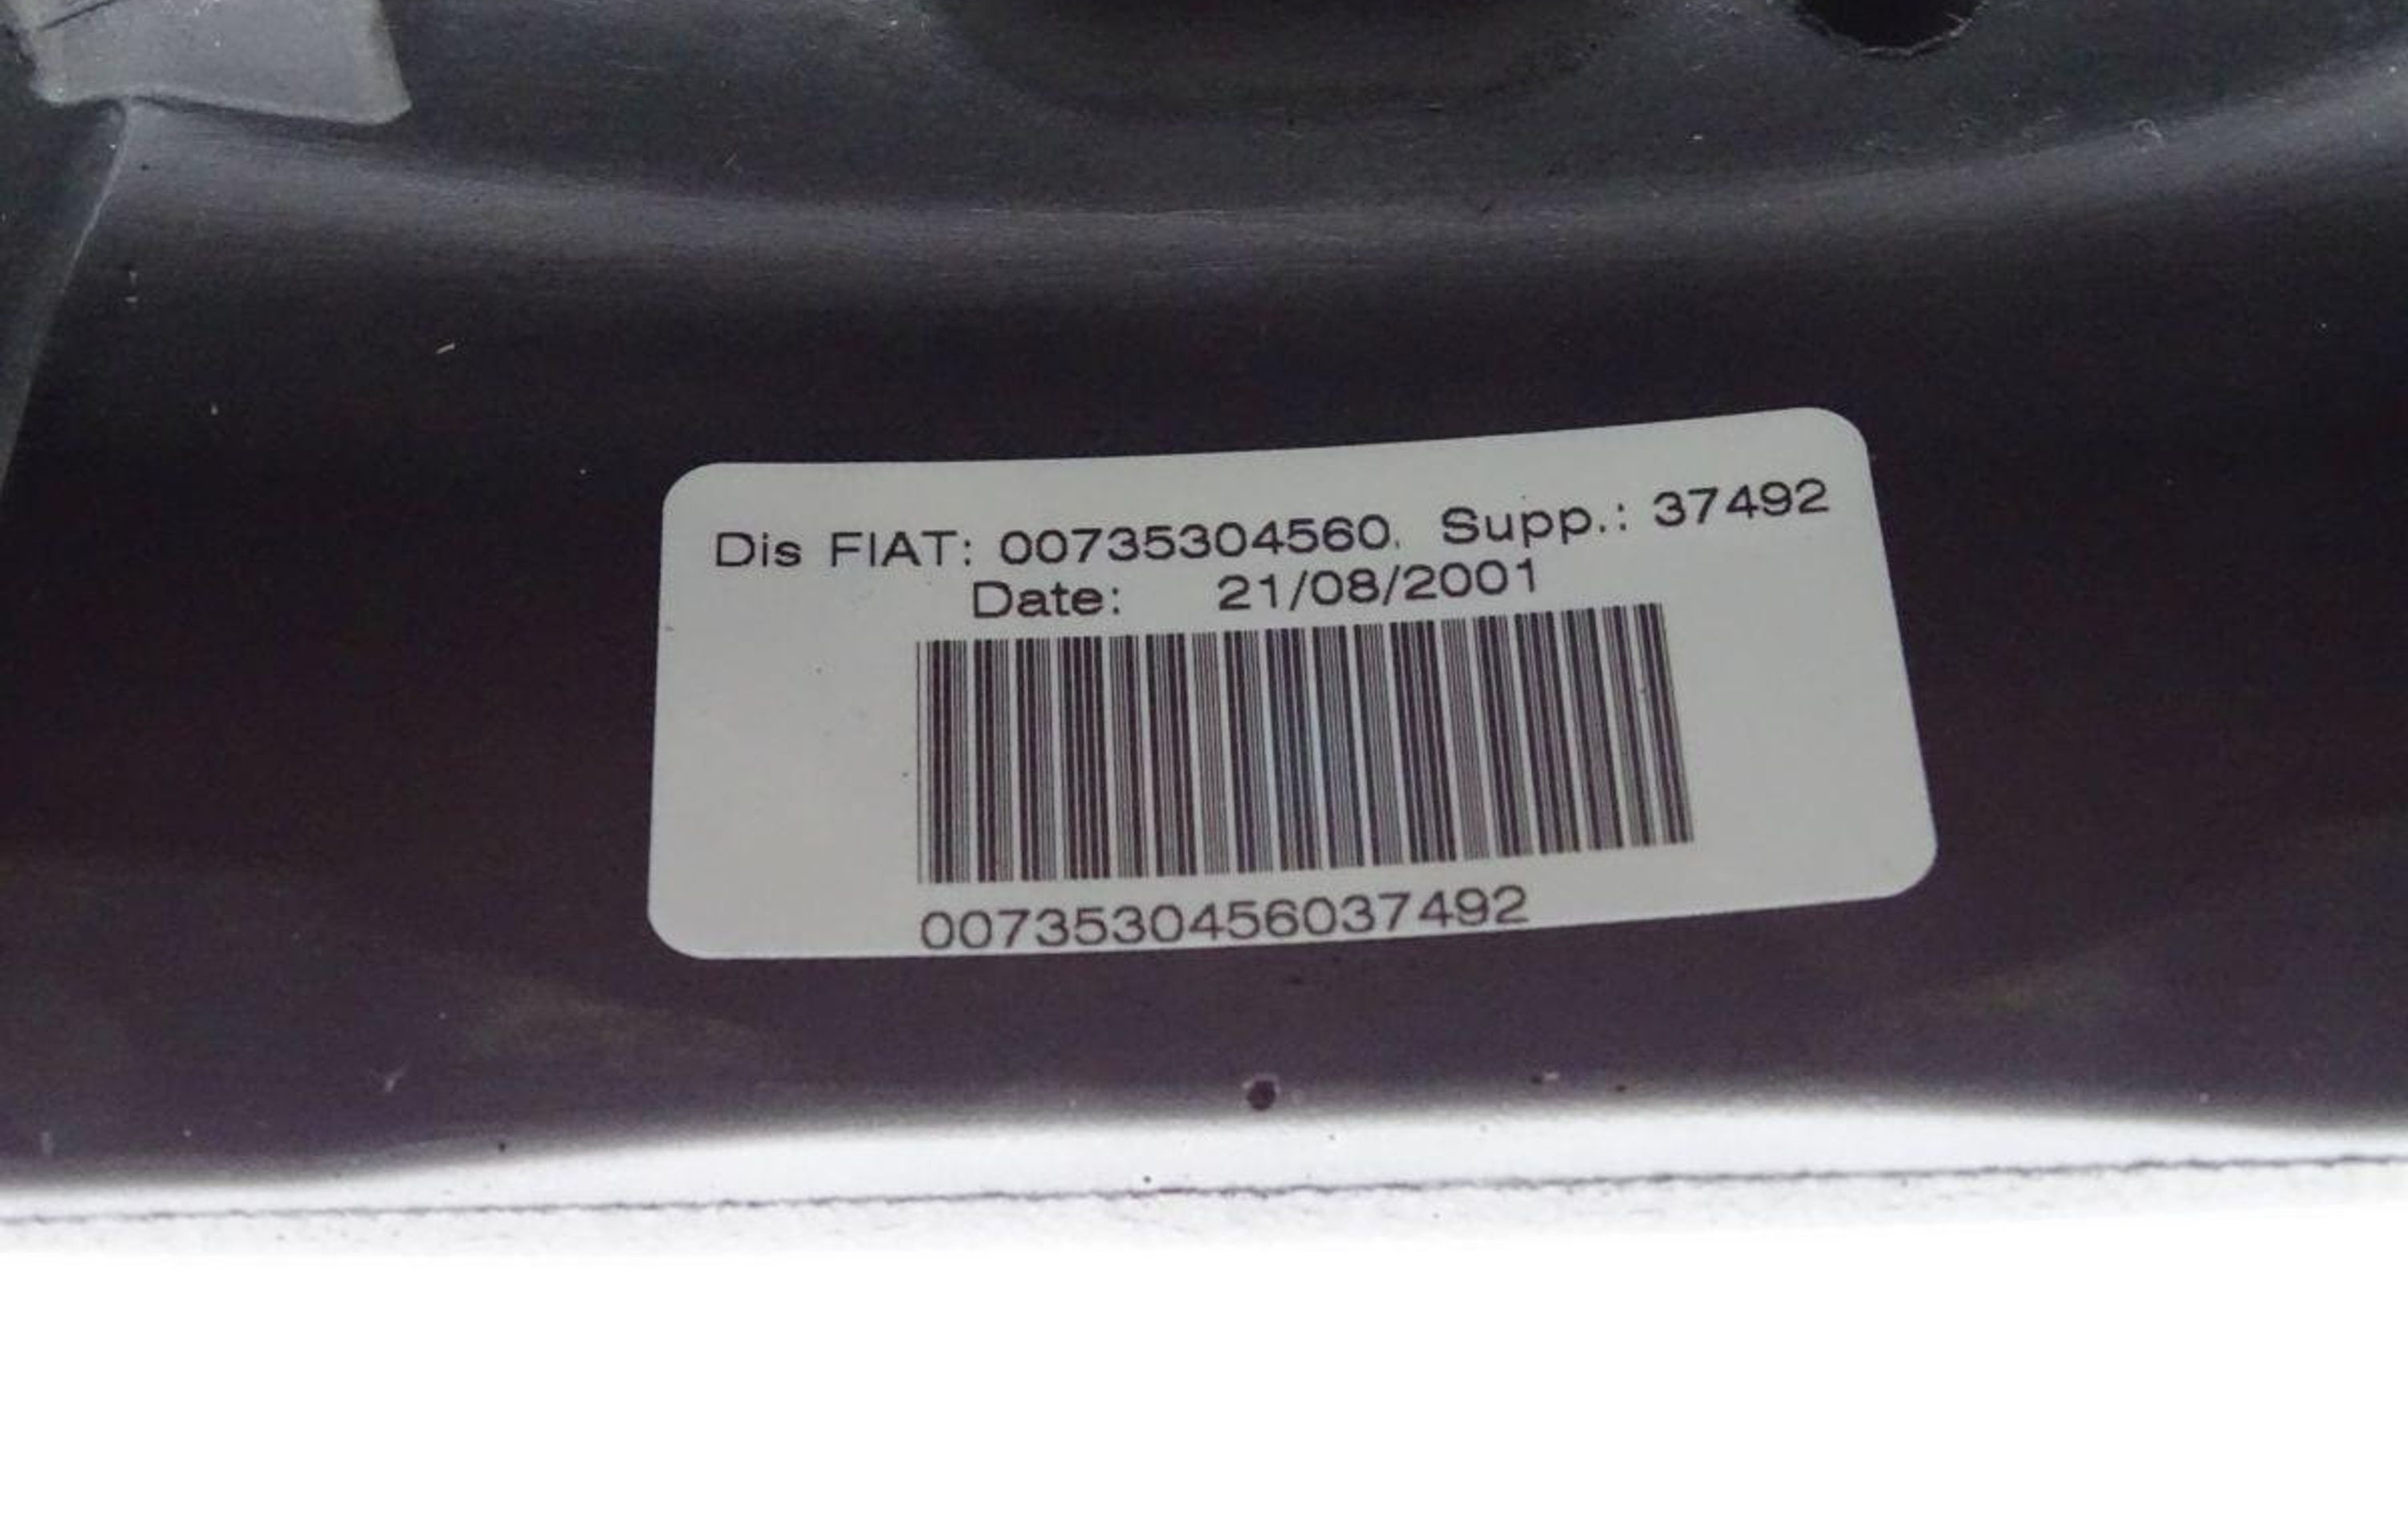 Dis FIAT: 00735304560. Supp.: 37492
Date: 21/08/2001
0073530456037492